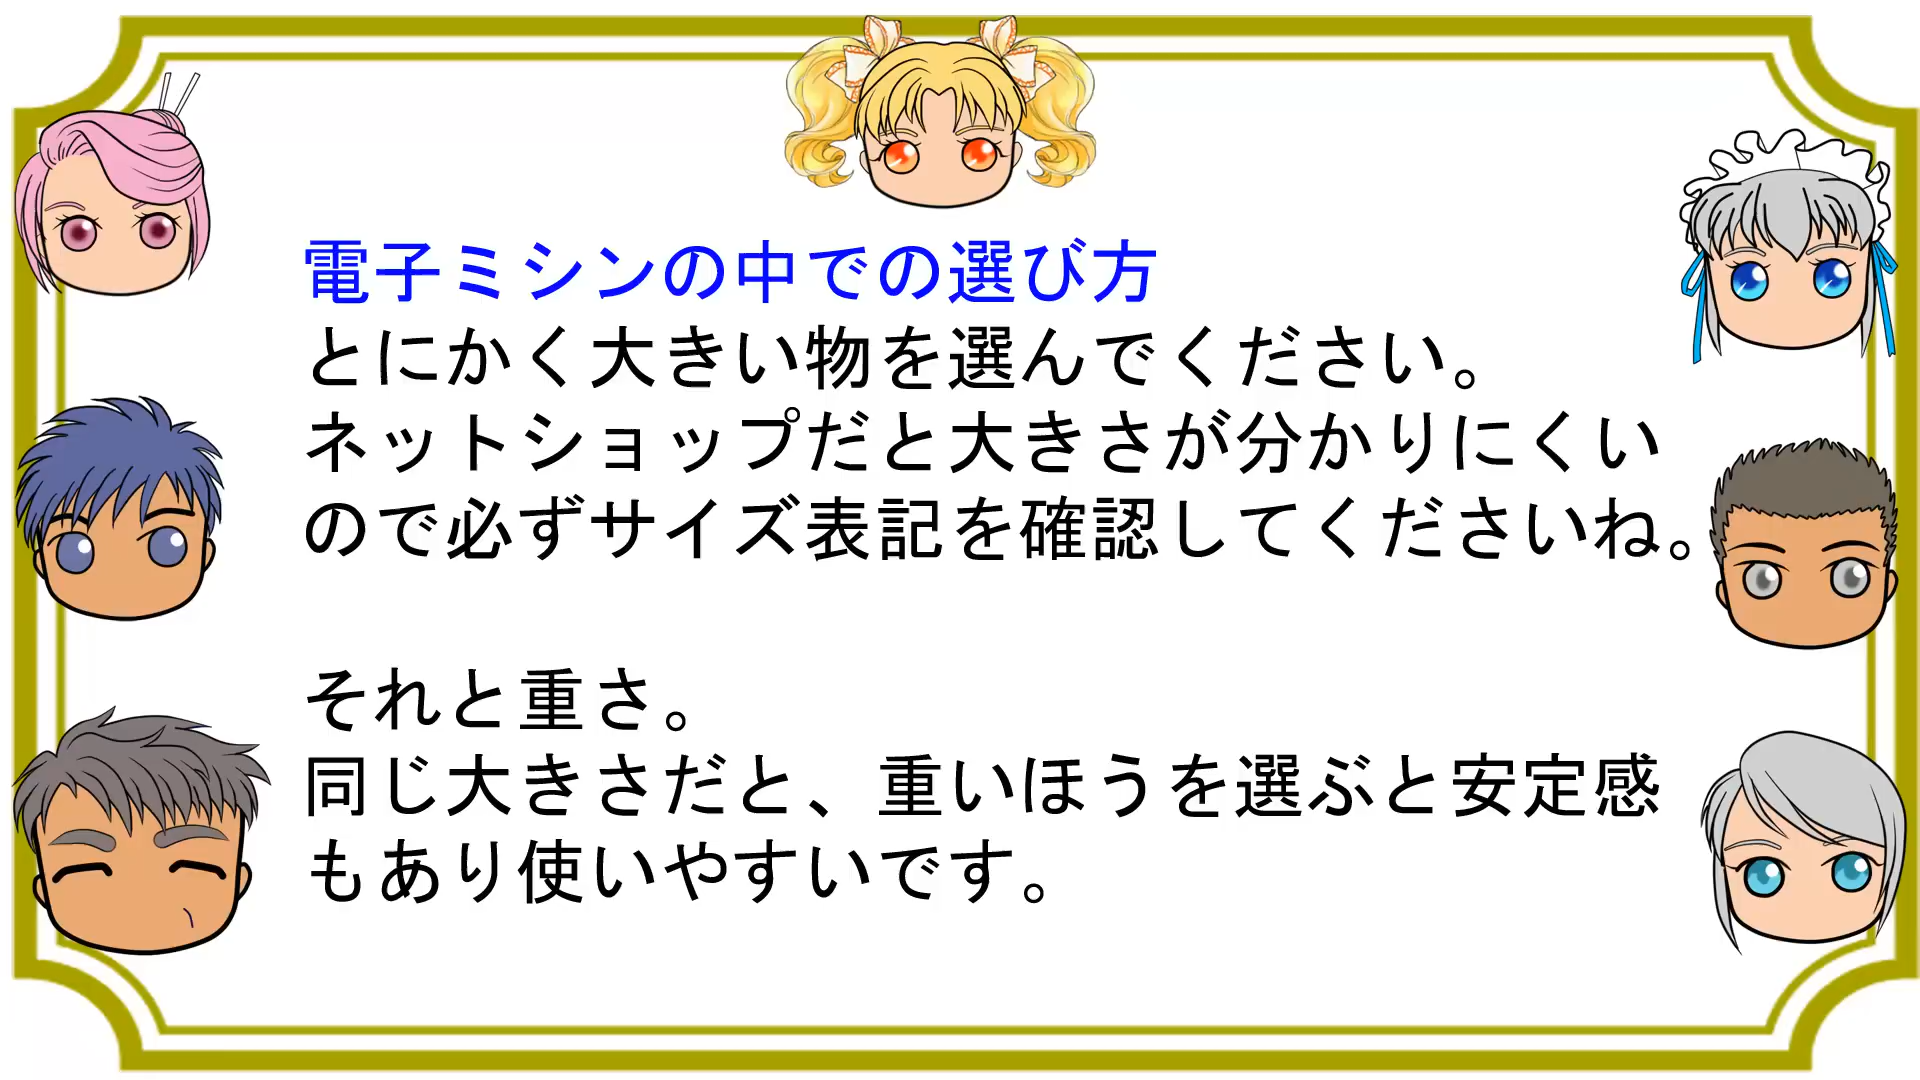 電子ミシンの中での選び方
とにかく大きい物を選んでください。
ネットショップだと大きさが分かりにくい
ので必ずサイズ表記を確認してくださいね。
それと重さ。
同じ大きさだと、重いほうを選ぶと安定感
もあり使いやすいです。